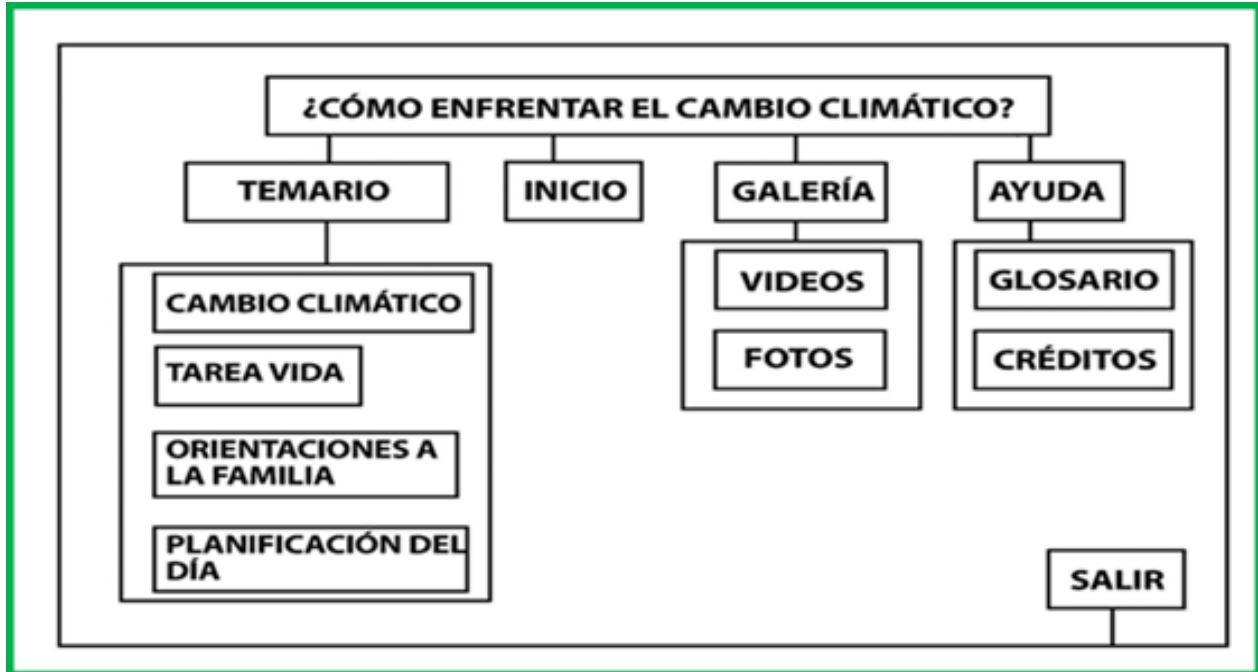 ¿CÓMO ENFRENTAR EL CAMBIO CLIMÁTICO?
TEMARIO
INICIO
GALERÍA
AYUDA
CAMBIO CLIMÁTICO
TAREA VIDA
ORIENTACIONES A
LA FAMILIA
PLANIFICACIÓN DEL
DÍA
VIDEOS
FOTOS
GLOSARIO
CRÉDITOS
SALIR